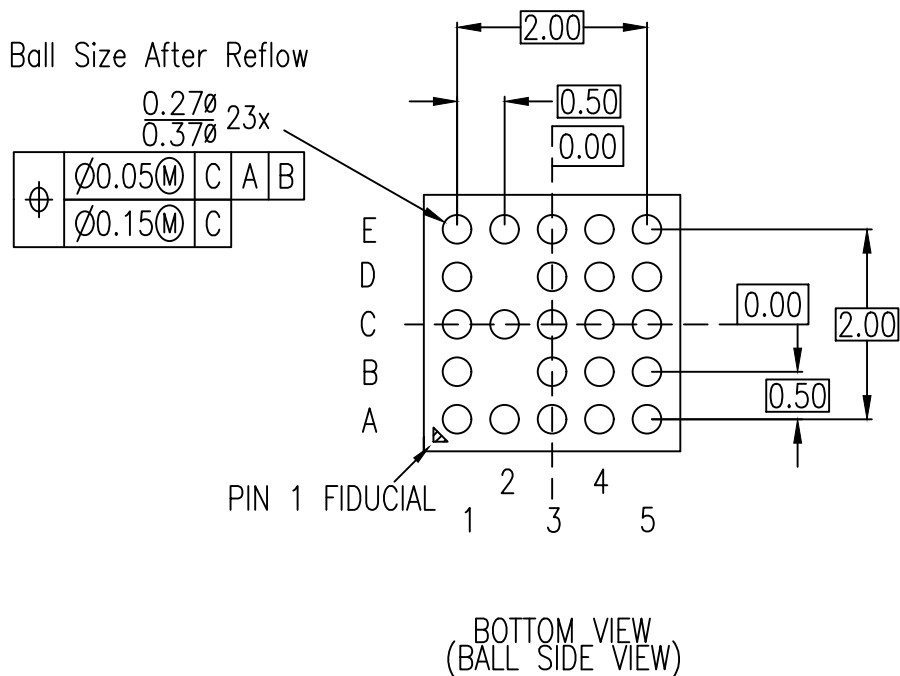 2.00
Ball Size After Reflow
0.50
0.27ø
0.37ø 23x
0.00
Ø0.05Ⓜ C A B
Ø0.15Ⓜ C
E
D
C
B
A
0.00
2.00
0.50
PIN 1 FIDUCIAL
2 4
1 3 5
BOTTOM VIEW
(BALL SIDE VIEW)